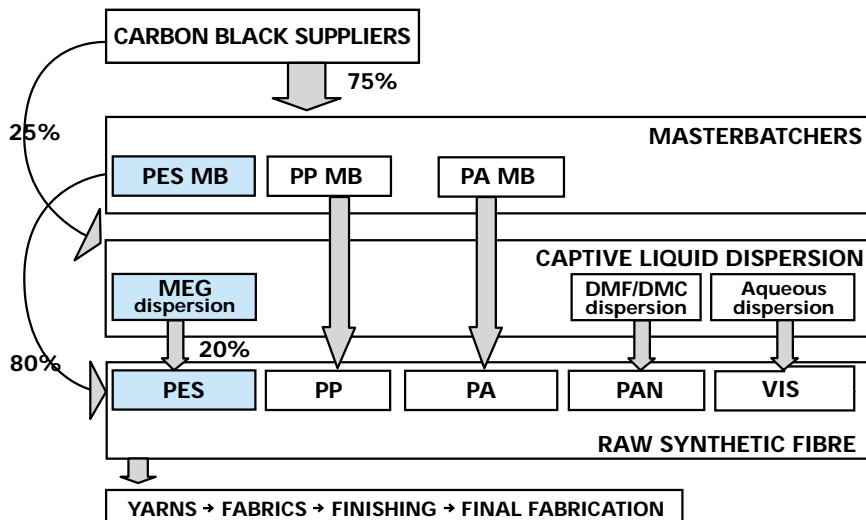 CARBON BLACK SUPPLIERS
75%
25%
MASTERBATCHERS
PES MB
PP MB
PA MB
CAPTIVE LIQUID DISPERSION
MEG
dispersion
DMF/DMC
dispersion
Aqueous
dispersion
20%
80%
PES
PP
PA
PAN
VIS
RAW SYNTHETIC FIBRE
YARNS → FABRICS → FINISHING → FINAL FABRICATION